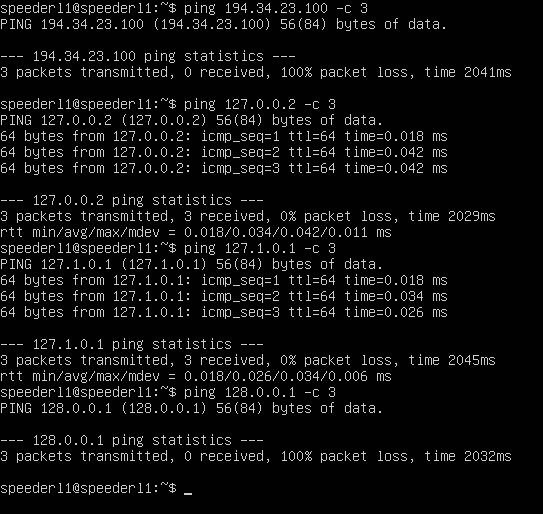 speederl1@speederl1:~$ ping 194.34.23.100 -c 3
PING 194.34.23.100 (194.34.23.100) 56(84) bytes of data.
--- 194.34.23.100 ping statistics ---
3 packets transmitted, 0 received, 100% packet loss, time 2041ms
speederl1@speederl1:~$ ping 127.0.0.2 -c 3
PING 127.0.0.2 (127.0.0.2) 56(84) bytes of data.
64 bytes from 127.0.0.2: icmp_seq=1 ttl=64 time=0.018 ms
64 bytes from 127.0.0.2: icmp_seq=2 ttl=64 time=0.042 ms
64 bytes from 127.0.0.2: icmp_seq=3 ttl=64 time=0.042 ms
--- 127.0.0.2 ping statistics ---
3 packets transmitted, 3 received, 0% packet loss, time 2029ms
rtt min/avg/max/mdev = 0.018/0.034/0.042/0.011 ms
speederl1@speederl1:~$ ping 127.1.0.1 -c 3
PING 127.1.0.1 (127.1.0.1) 56(84) bytes of data.
64 bytes from 127.1.0.1: icmp_seq=1 ttl=64 time=0.018 ms
64 bytes from 127.1.0.1: icmp_seq=2 ttl=64 time=0.034 ms
64 bytes from 127.1.0.1: icmp_seq=3 ttl=64 time=0.026 ms
--- 127.1.0.1 ping statistics ---
3 packets transmitted, 3 received, 0% packet loss, time 2045ms
rtt min/avg/max/mdev = 0.018/0.026/0.034/0.006 ms
speederl1@speederl1:~$ ping 128.0.0.1 -c 3
PING 128.0.0.1 (128.0.0.1) 56(84) bytes of data.
--- 128.0.0.1 ping statistics ---
3 packets transmitted, 0 received, 100% packet loss, time 2032ms
speederl1@speederl1:~$ _